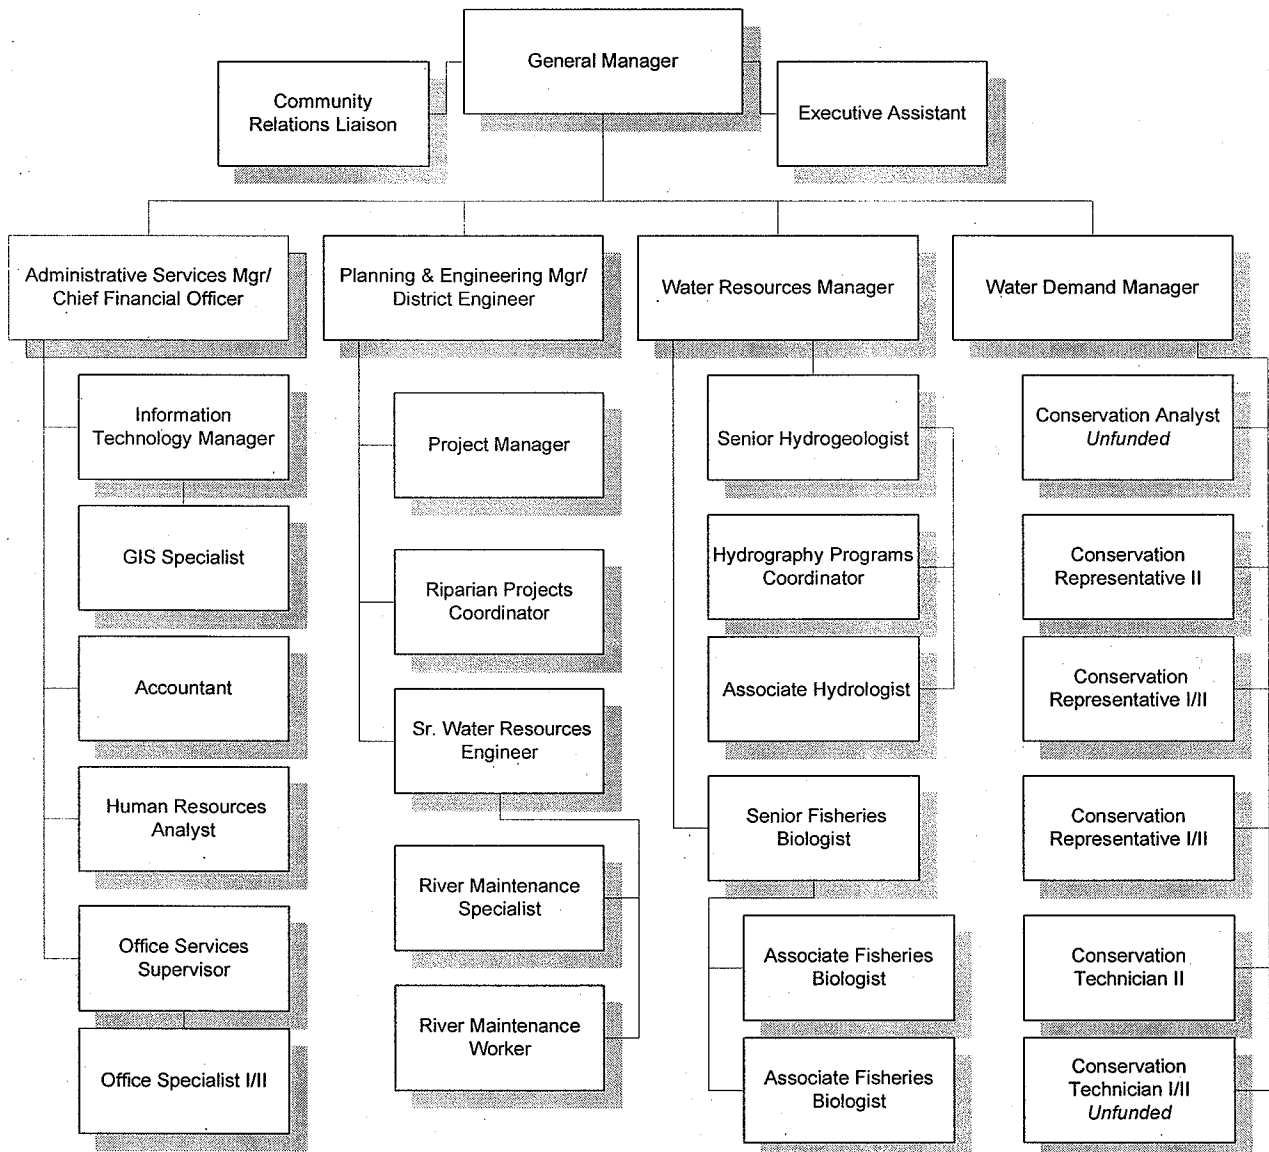 General Manager
Community
Relations Liaison
Executive Assistant
Administrative Services Mgr/
Chief Financial Officer
Planning & Engineering Mgr/
District Engineer
Water Resources Manager
Water Demand Manager
Information
Technology Manager
GIS Specialist
Accountant
Human Resources
Analyst
Office Services
Supervisor
Office Specialist I/II
Project Manager
Riparian Projects
Coordinator
Sr. Water Resources
Engineer
River Maintenance
Specialist
River Maintenance
Worker
Senior Hydrogeologist
Hydrography Programs
Coordinator
Associate Hydrologist
Senior Fisheries
Biologist
Associate Fisheries
Biologist
Associate Fisheries
Biologist
Conservation Analyst
Unfunded
Conservation
Representative II
Conservation
Representative I/II
Conservation
Representative I/II
Conservation
Technician II
Conservation
Technician I/II
Unfunded